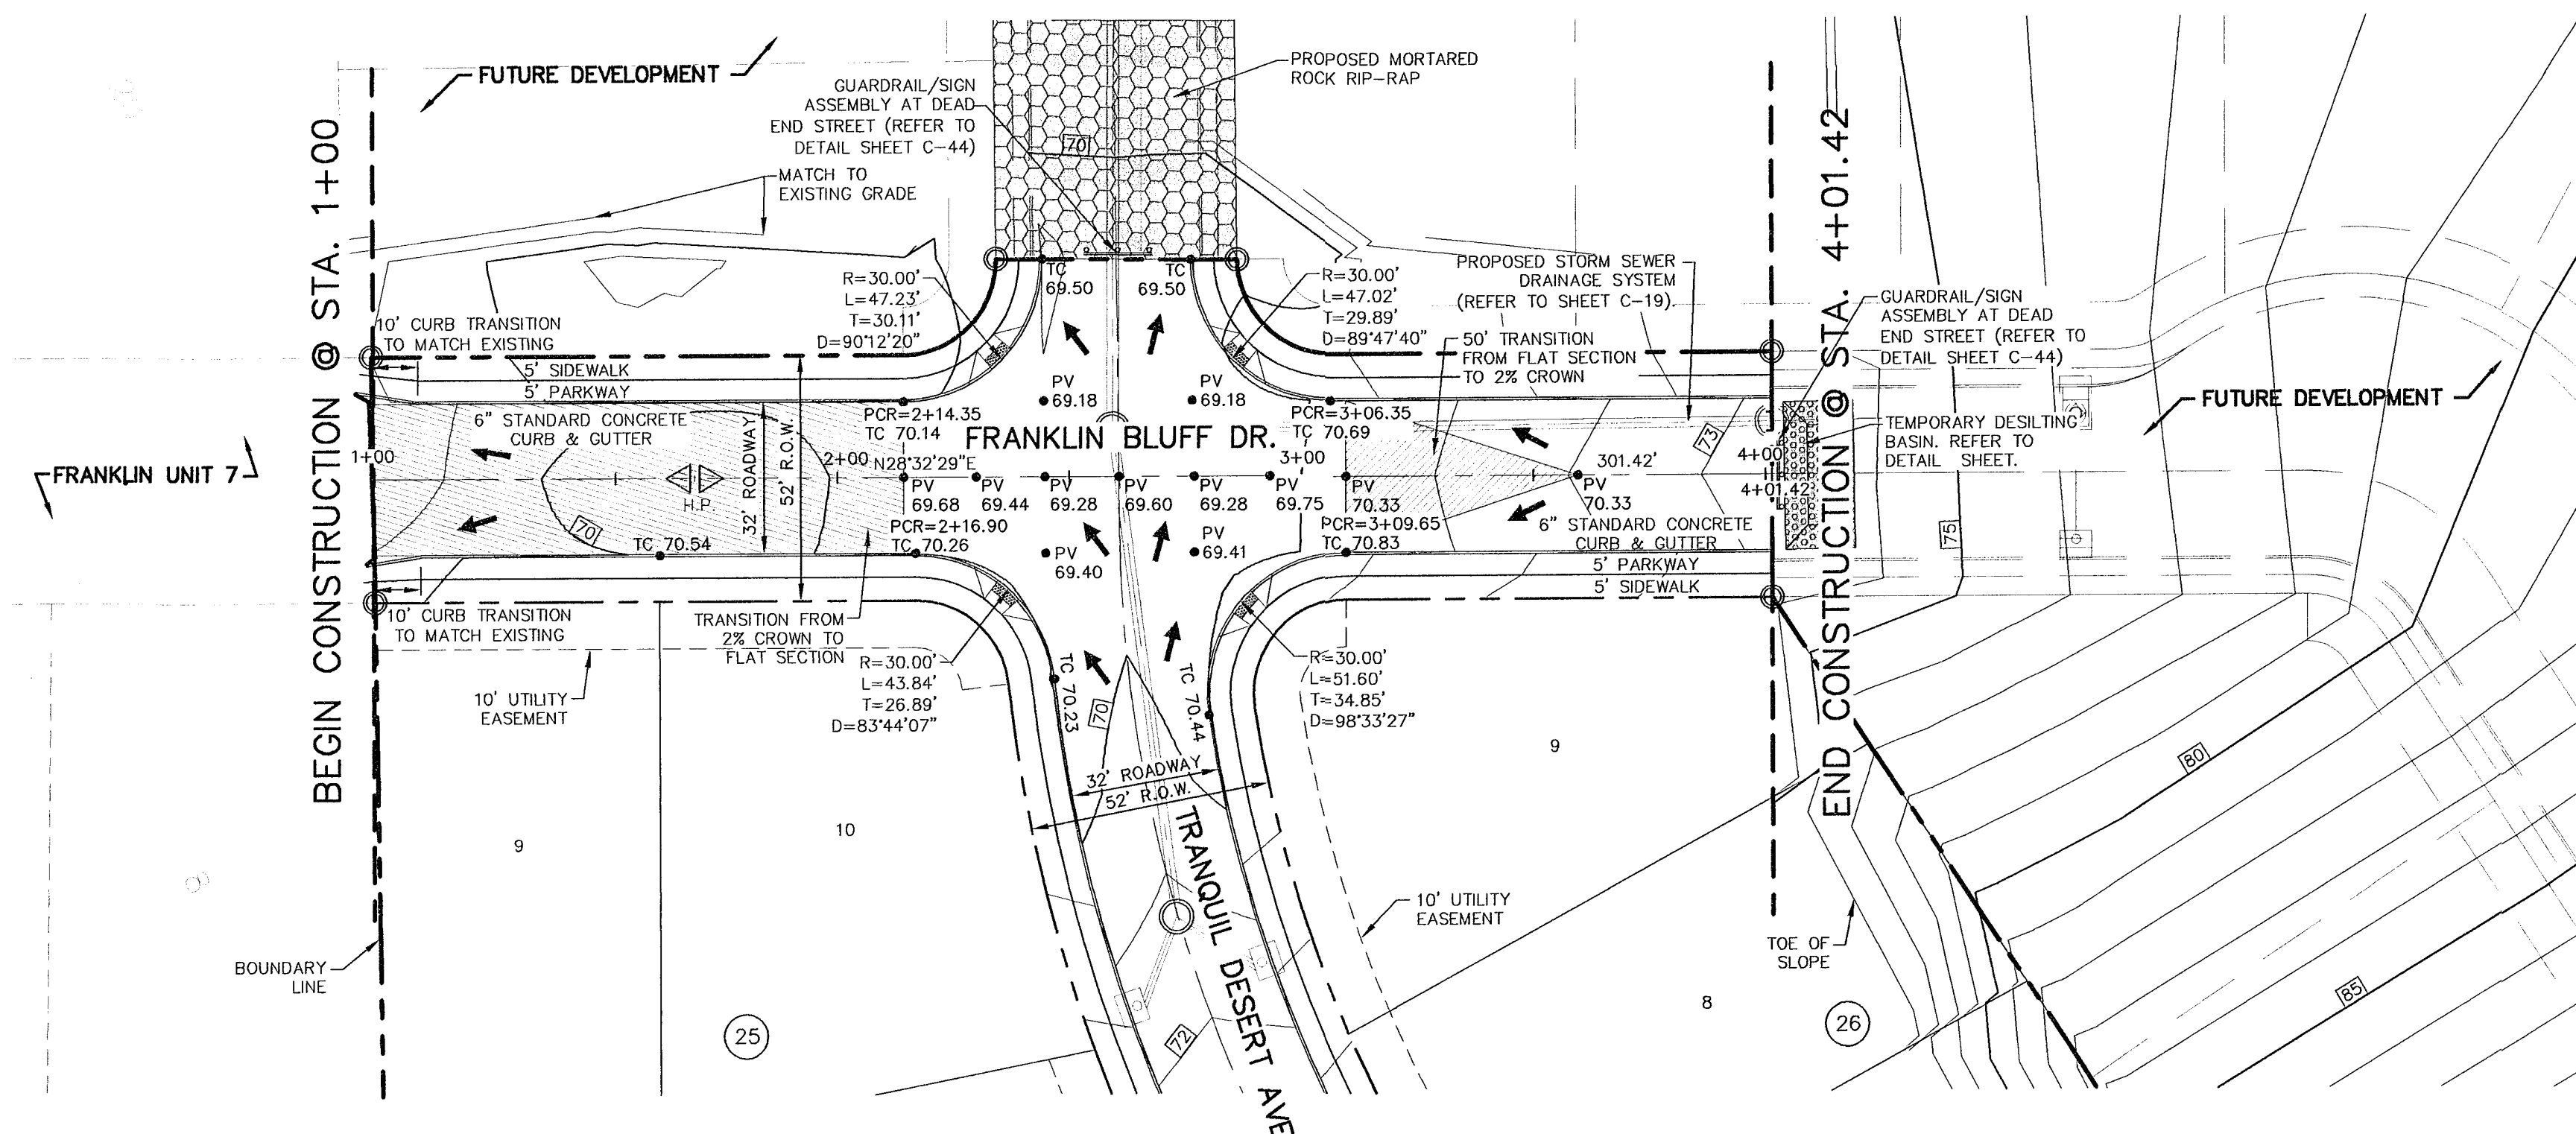 FUTURE DEVELOPMENT
GUARDRAIL/SIGN
ASSEMBLY AT DEAD
END STREET (REFER TO
DETAIL SHEET C-44)
MATCH TO
EXISTING GRADE
PROPOSED MORTARED
ROCK RIP-RAP
70
BEGIN CONSTRUCTION @ STA. 1+00
END CONSTRUCTION @ STA. 4+01.42
R=30.00'
L=47.23'
T=30.11'
D=90°12'20"
TC
69.50
TC
69.50
R=30.00'
L=47.02'
T=29.89'
D=89°47'40"
PROPOSED STORM SEWER
DRAINAGE SYSTEM
(REFER TO SHEET C-19).
50' TRANSITION
FROM FLAT SECTION
TO 2% CROWN
GUARDRAIL/SIGN
ASSEMBLY AT DEAD
END STREET (REFER TO
DETAIL SHEET C-44)
FUTURE DEVELOPMENT
TEMPORARY DESILTING
BASIN. REFER TO
DETAIL SHEET.
10' CURB TRANSITION
TO MATCH EXISTING
5' SIDEWALK
5' PARKWAY
6" STANDARD CONCRETE
CURB & GUTTER
32' ROADWAY
52' R.O.W.
PV
69.18
PV
69.18
PCR=2+14.35
TC 70.14
FRANKLIN BLUFF DR.
PCR=3+06.35
TC 70.69
73
FRANKLIN UNIT 7
1+00
2+00
N28°32'29"E
3+00
301.42'
4+00
4+01.42
H.P.
PV
69.68
PV
69.44
PV
69.28
PV
69.60
PV
69.28
PV
69.75
PV
70.33
PV
70.33
70
TC 70.54
PCR=2+16.90
TC 70.26
PV
69.40
PV
69.41
PCR=3+09.65
TC 70.83
6" STANDARD CONCRETE
CURB & GUTTER
5' PARKWAY
5' SIDEWALK
75
10' CURB TRANSITION
TO MATCH EXISTING
TRANSITION FROM
2% CROWN TO
FLAT SECTION
R=30.00'
L=43.84'
T=26.89'
D=83°44'07"
TC 70.23
70
TC 70.44
R=30.00'
L=51.60'
T=34.85'
D=98°33'27"
10' UTILITY
EASEMENT
32' ROADWAY
52' R.O.W.
TRANQUIL DESERT AVE
9
10
9
8
80
85
10' UTILITY
EASEMENT
TOE OF
SLOPE
BOUNDARY
LINE
25
72
26